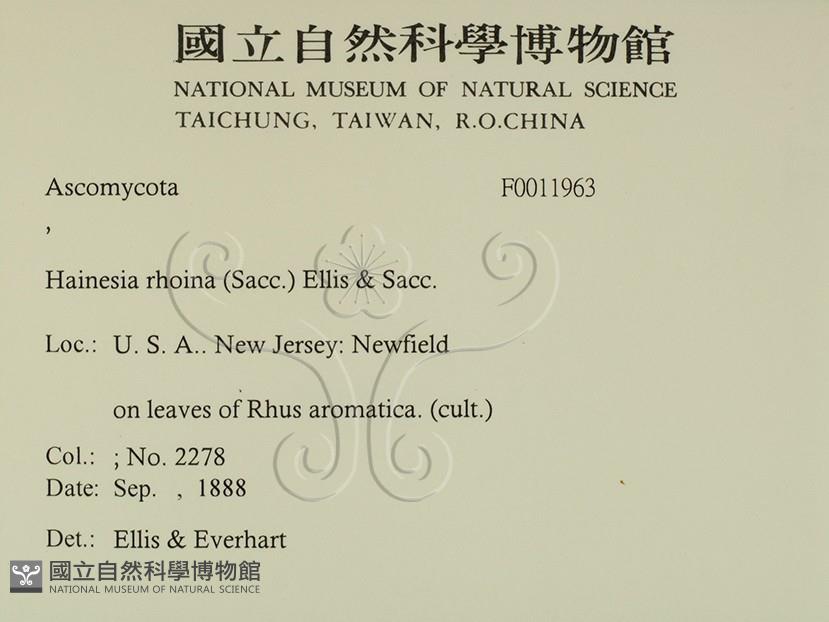 國立自然科學博物館
NATIONAL MUSEUM OF NATURAL SCIENCE
TAICHUNG, TAIWAN, R.O.CHINA
Ascomycota F0011963
,
Hainesia rhoina (Sacc.) Ellis & Sacc.
Loc.: U. S. A.. New Jersey: Newfield
on leaves of Rhus aromatica. (cult.)
Col.: ; No. 2278
Date: Sep. , 1888
Det.: Ellis & Everhart
國立自然科學博物館
NATIONAL MUSEUM OF NATURAL SCIENCE